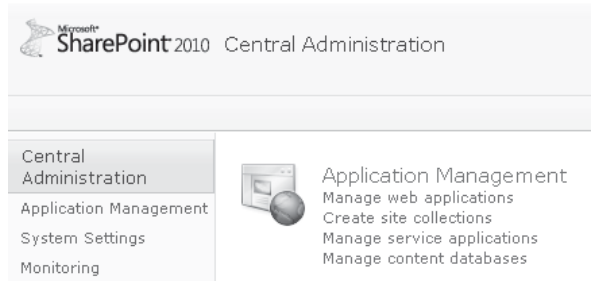 Microsoft®
SharePoint 2010 Central Administration
Central
Administration
Application Management
System Settings
Monitoring
Application Management
Manage web applications
Create site collections
Manage service applications
Manage content databases